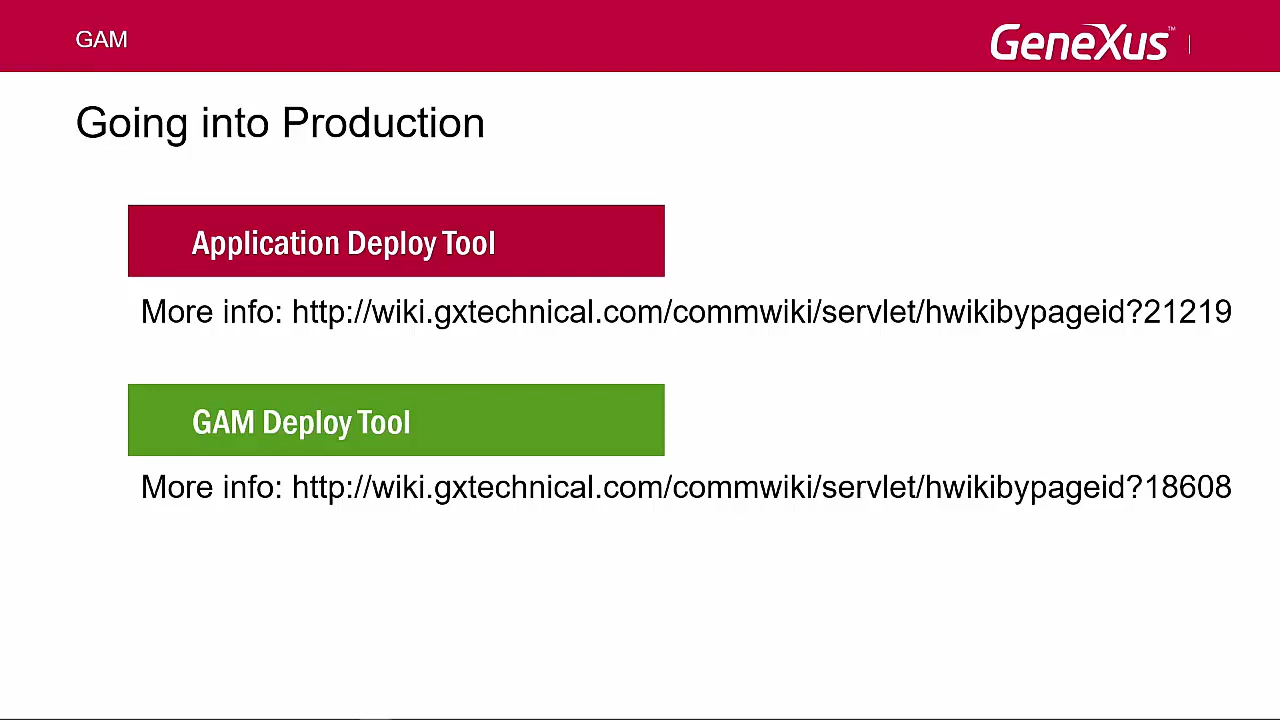 GAM
GeneXus™
Going into Production
Application Deploy Tool
More info: http://wiki.gxtechnical.com/commwiki/servlet/hwikibypageid?21219
GAM Deploy Tool
More info: http://wiki.gxtechnical.com/commwiki/servlet/hwikibypageid?18608